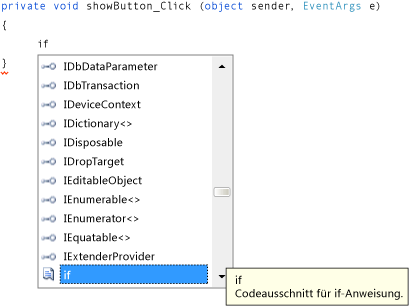 private void showButton_Click (object sender, EventArgs e)
{
if
}
IDbDataParameter
IDbTransaction
IDeviceContext
IDictionary<>
IDisposable
IDropTarget
IEditableObject
IEnumerable<>
IEnumerator<>
IEquatable<>
IExtenderProvider
if
if
Codeausschnitt für if-Anweisung.